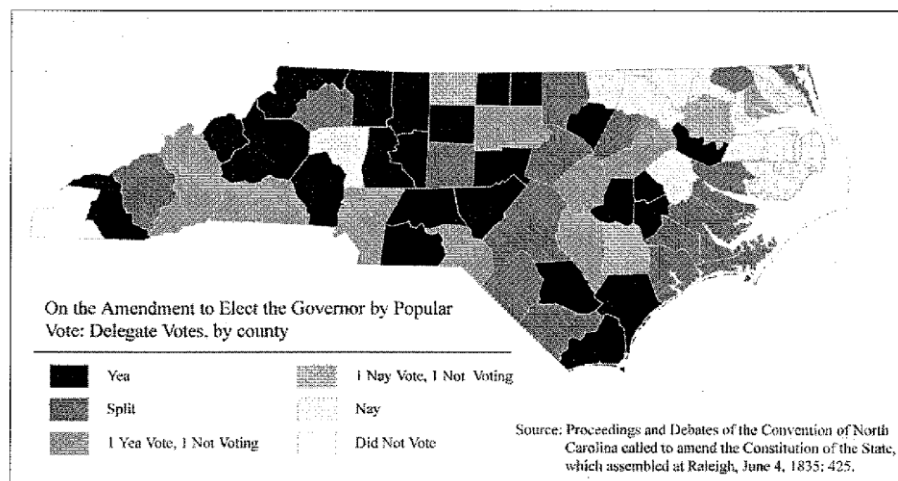 On the Amendment to Elect the Governor by Popular
Vote: Delegate Votes. by county
Yea
Split
1 Yea Vote, 1 Not Voting
1 Nay Vote, 1 Not Voting
Nay
Did Not Vote
Source: Proceedings and Debates of the Convention of North
Carolina called to amend the Constitution of the State,
which assembled at Raleigh, June 4, 1835; 425.